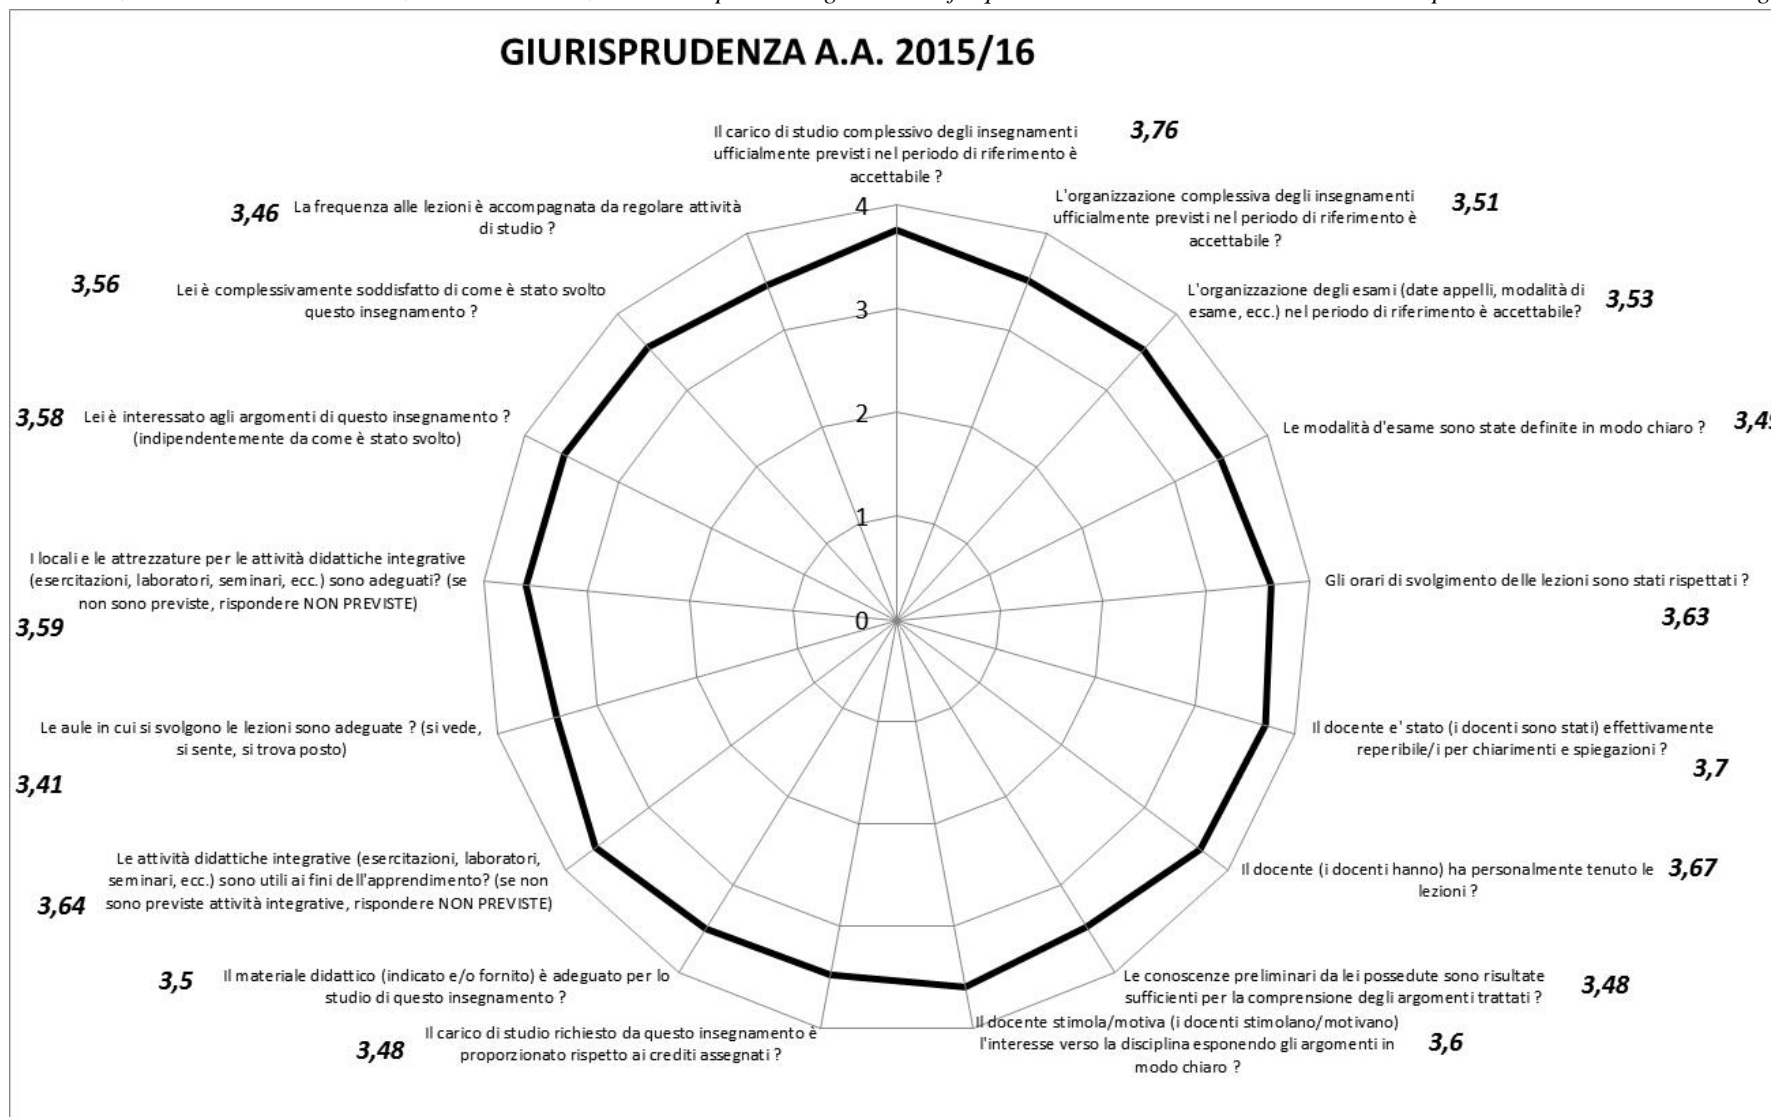 GIURISPRUDENZA A.A. 2015/16
Il carico di studio complessivo degli insegnamenti
ufficialmente previsti nel periodo di riferimento è
accettabile ?
3,76
L'organizzazione complessiva degli insegnamenti
ufficialmente previsti nel periodo di riferimento è
accettabile ?
3,51
L'organizzazione degli esami (date appelli, modalità di
esame, ecc.) nel periodo di riferimento è accettabile?
3,53
Le modalità d'esame sono state definite in modo chiaro ?
Gli orari di svolgimento delle lezioni sono stati rispettati ?
3,63
Il docente e' stato (i docenti sono stati) effettivamente
reperibile/i per chiarimenti e spiegazioni ?
3,7
Il docente (i docenti hanno) ha personalmente tenuto le
lezioni ?
3,67
Le conoscenze preliminari da lei possedute sono risultate
sufficienti per la comprensione degli argomenti trattati ?
3,48
Il docente stimola/motiva (i docenti stimolano/motivano)
l'interesse verso la disciplina esponendo gli argomenti in
modo chiaro ?
3,6
Il carico di studio richiesto da questo insegnamento è
proporzionato rispetto ai crediti assegnati ?
3,48
Il materiale didattico (indicato e/o fornito) è adeguato per lo
studio di questo insegnamento ?
3,5
Le attività didattiche integrative (esercitazioni, laboratori,
seminari, ecc.) sono utili ai fini dell'apprendimento? (se non
sono previste attività integrative, rispondere NON PREVISTE)
3,64
Le aule in cui si svolgono le lezioni sono adeguate ? (si vede,
si sente, si trova posto)
3,41
I locali e le attrezzature per le attività didattiche integrative
(esercitazioni, laboratori, seminari, ecc.) sono adeguati? (se
non sono previste, rispondere NON PREVISTE)
3,59
Lei è interessato agli argomenti di questo insegnamento ?
(indipendentemente da come è stato svolto)
3,58
Lei è complessivamente soddisfatto di come è stato svolto
questo insegnamento ?
3,56
La frequenza alle lezioni è accompagnata da regolare attività
di studio ?
3,46
4
3
2
1
0